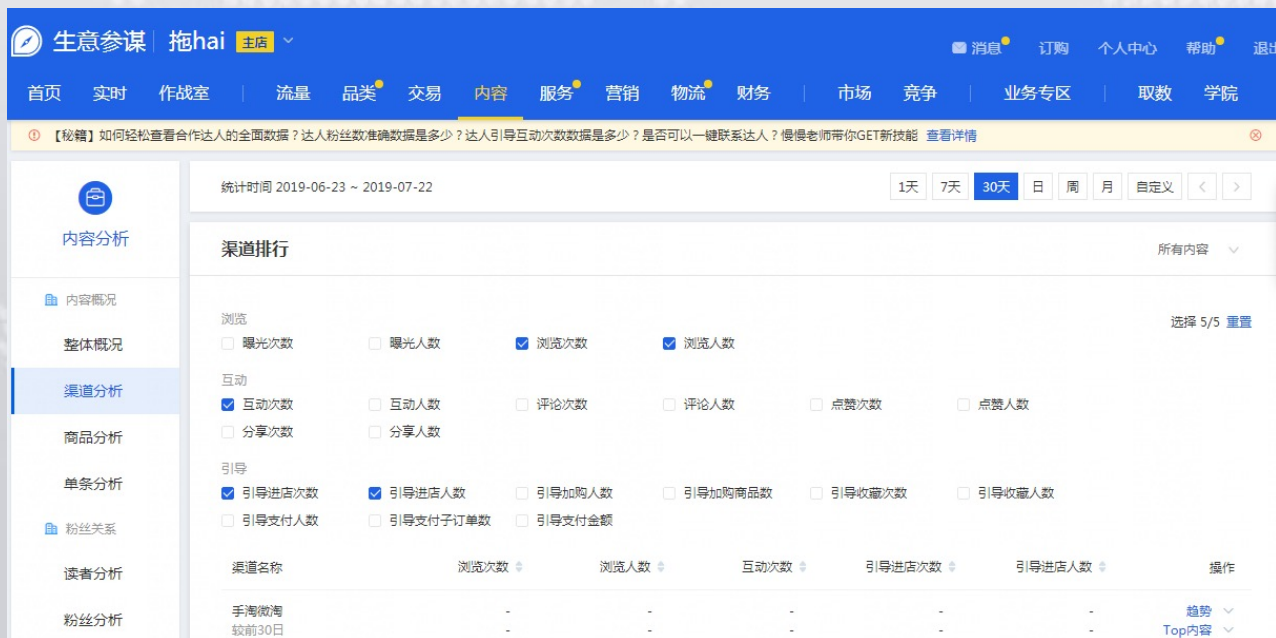 生意参谋 拖hai 主店
消息 订购 个人中心 帮助 退出
首页 实时 作战室 流量 品类 交易 内容 服务 营销 物流 财务 市场 竞争 业务专区 取数 学院
【秘籍】如何轻松查看合作达人的全面数据？达人粉丝数准确数据是多少？达人引导互动次数数据是多少？是否可以一键联系达人？慢慢老师带你GET新技能 查看详情
内容分析
内容概况
整体概况
渠道分析
商品分析
单条分析
粉丝关系
读者分析
粉丝分析
统计时间 2019-06-23 ~ 2019-07-22 1天 7天 30天 日 周 月 自定义 < >
渠道排行 所有内容
浏览 选择 5/5 重置
曝光次数 曝光人数 浏览次数 浏览人数
互动
互动次数 互动人数 评论次数 评论人数 点赞次数 点赞人数
分享次数 分享人数
引导
引导进店次数 引导进店人数 引导加购人数 引导加购商品数 引导收藏次数 引导收藏人数
引导支付人数 引导支付子订单数 引导支付金额
渠道名称 浏览次数 浏览人数 互动次数 引导进店次数 引导进店人数 操作
手淘微淘 - - - - - 趋势
较前30日 - - - - - Top内容